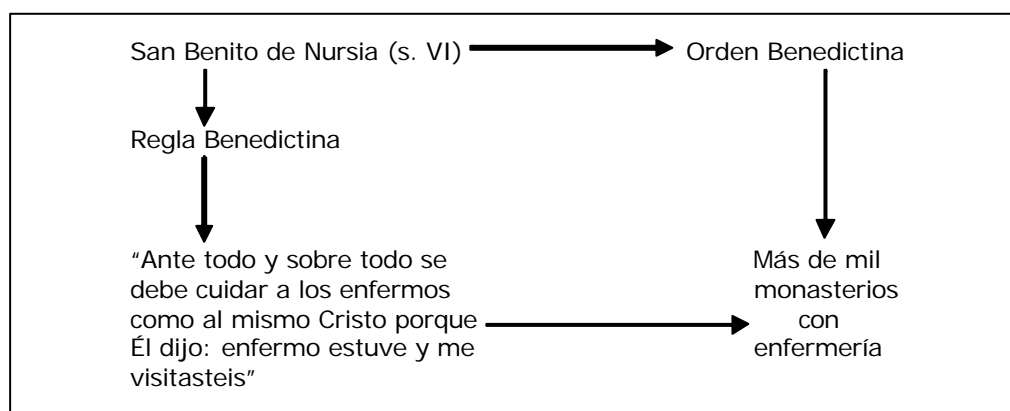 San Benito de Nursia (s. VI)
Orden Benedictina
Regla Benedictina
"Ante todo y sobre todo se
debe cuidar a los enfermos
como al mismo Cristo porque
Él dijo: enfermo estuve y me
visitasteis"
Más de mil
monasterios
con
enfermería